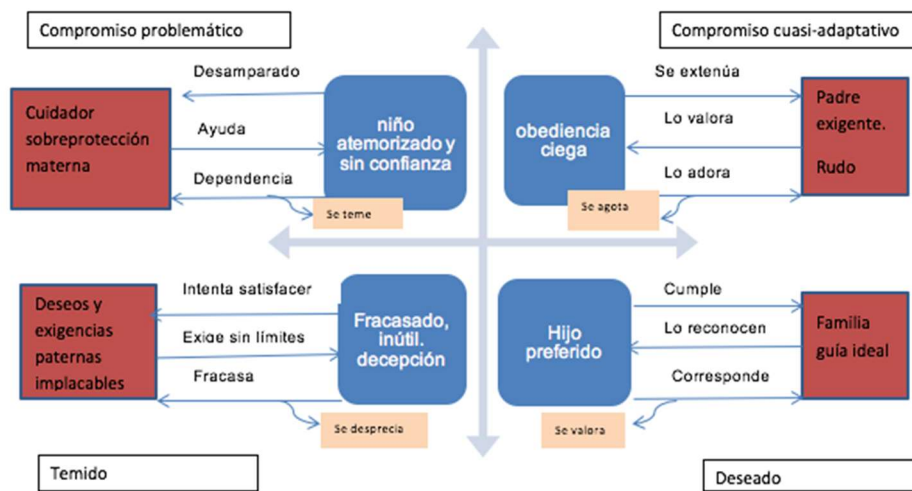 Compromiso problemático
Compromiso cuasi-adaptativo
Desamparado
Cuidador
sobreprotección
materna
Ayuda
Dependencia
niño
atemorizado y
sin confianza
Se teme
obediencia
ciega
Se extenúa
Lo valora
Lo adora
Se agota
Padre
exigente.
Rudo
Deseos y
exigencias
paternas
implacables
Intenta satisfacer
Exige sin límites
Fracasa
Fracasado,
inútil.
decepción
Se desprecia
Hijo
preferido
Cumple
Lo reconocen
Corresponde
Se valora
Familia
guía ideal
Temido
Deseado